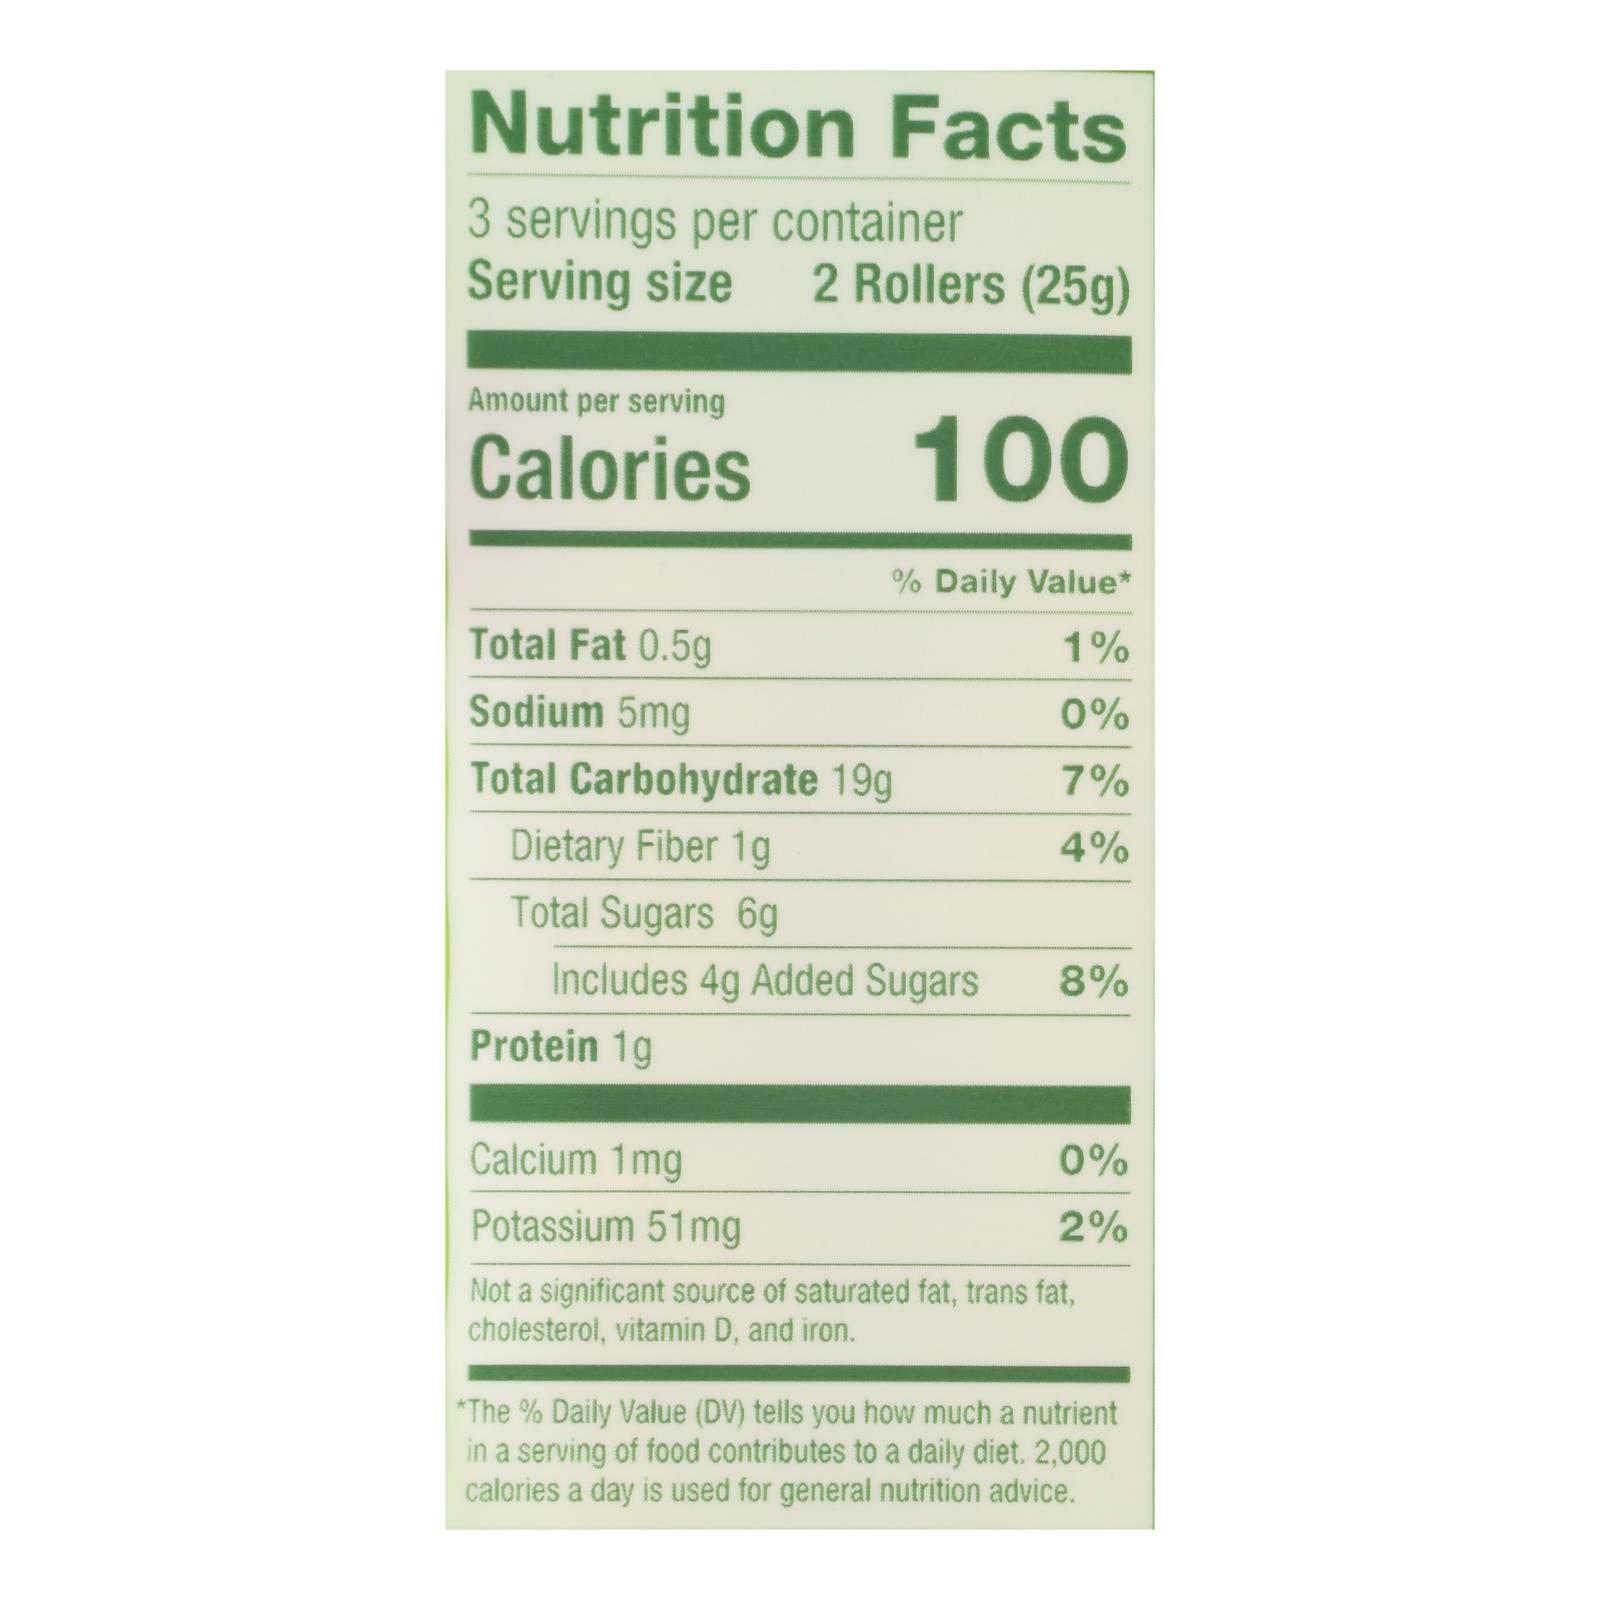 Nutrition Facts
3 servings per container
Serving size 2 Rollers (25g)
Amount per serving
Calories 100
% Daily Value*
Total Fat 0.5g 1%
Sodium 5mg 0%
Total Carbohydrate 19g 7%
Dietary Fiber 1g 4%
Total Sugars 6g
Includes 4g Added Sugars 8%
Protein 1g
Calcium 1mg 0%
Potassium 51mg 2%
Not a significant source of saturated fat, trans fat,
cholesterol, vitamin D, and iron.
*The % Daily Value (DV) tells you how much a nutrient
in a serving of food contributes to a daily diet. 2,000
calories a day is used for general nutrition advice.